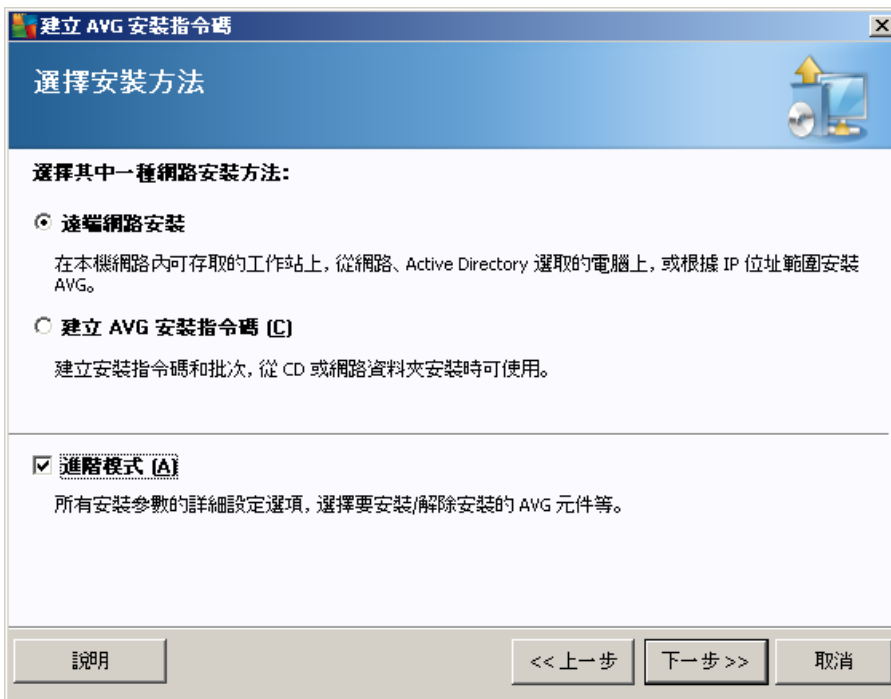 建立 AVG 安裝指令碼
選擇安裝方法
選擇其中一種網路安裝方法:
遠端網路安裝
在本機網路內可存取的工作站上, 從網路、Active Directory 選取的電腦上, 或根據 IP 位址範圍安裝
AVG。
建立 AVG 安裝指令碼 (C)
建立安裝指令碼和批次, 從 CD 或網路資料夾安裝時可使用。
進階模式 (A)
所有安裝參數的詳細設定選項, 選擇要安裝/解除安裝的 AVG 元件等。
說明
<< 上一步
下一步 >>
取消